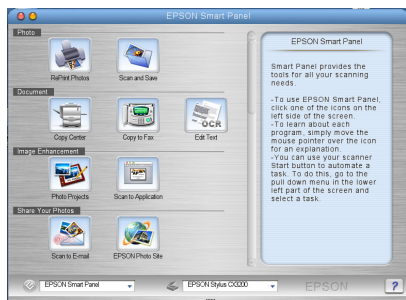 EPSON Smart Panel
Photo
RePrint Photos
Scan and Save
Document
Copy Center
Copy to Fax
OCR
Edit Text
Image Enhancement
Photo Projects
Scan to Application
Share Your Photos
Scan to E-mail
EPSON Photo Site
EPSON Smart Panel
Smart Panel provides the
tools for all your scanning
needs.
-To use EPSON Smart Panel,
click one of the icons on the
left side of the screen.
-To learn about each
program, simply move the
mouse pointer over the icon
for an explanation.
-You can use your scanner
Start button to automate a
task. To do this, go to the
pull down menu in the lower
left part of the screen and
select a task.
EPSON Smart Panel
EPSON Stylus CX3200
EPSON
?